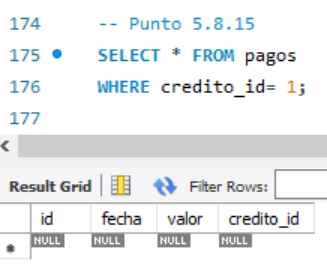 174 -- Punto 5.8.15
175 SELECT * FROM pagos
176 WHERE credito_id= 1;
177
Result Grid Filter Rows:
id fecha valor credito_id
NULL NULL NULL NULL